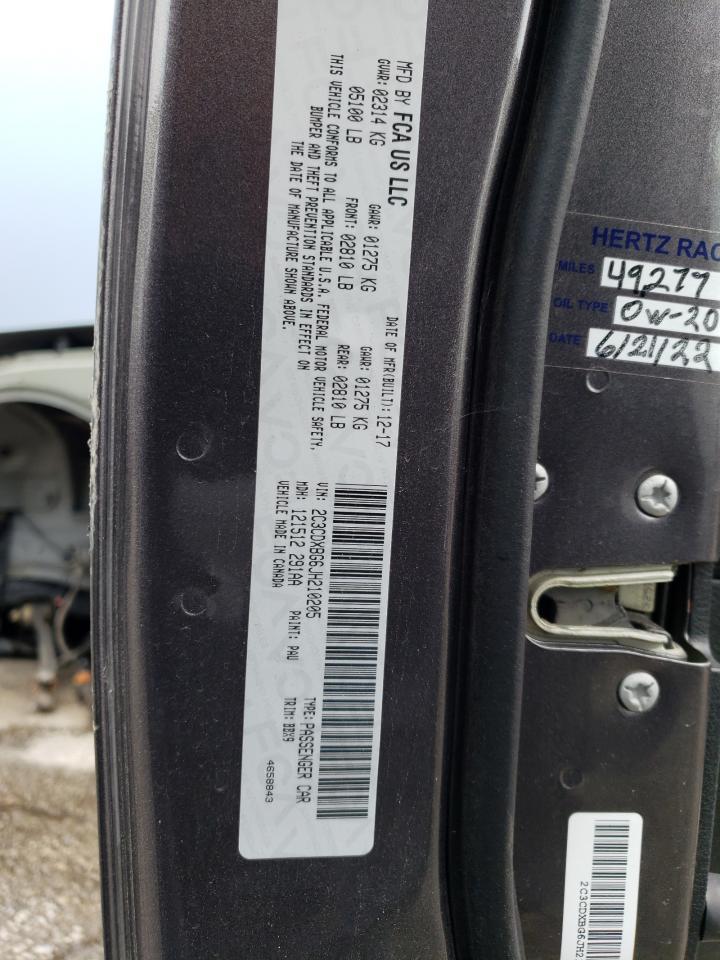 MFD BY FCA US LLC
DATE OF MFR(BUILT): 12-17
GVWR: 02314 KG
GAWR: 01275 KG
GAWR: 01275 KG
05100 LB
FRONT: 02810 LB
REAR: 02810 LB
THIS VEHICLE CONFORMS TO ALL APPLICABLE U.S.A. FEDERAL MOTOR VEHICLE SAFETY,
BUMPER AND THEFT PREVENTION STANDARDS IN EFFECT ON
THE DATE OF MANUFACTURE SHOWN ABOVE.
VIN: 2C3CDXBG6JH210205
TYPE: PASSENGER CAR
MDH: 121512 291AA
PAINT: PAU
TRIM: BBX9
VEHICLE MADE IN CANADA
4658843
HERTZ RAC
MILES 49277
OIL TYPE 0w-20
DATE 6/21/22
2C3CDXBG6JH2